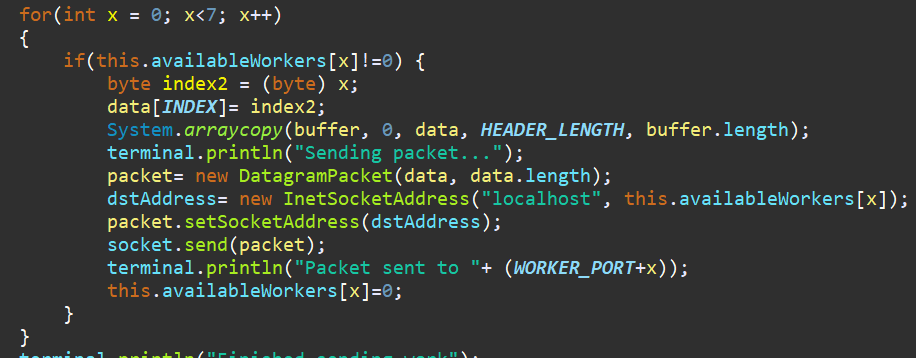 for(int x = 0; x<7; x++)
{
if(this.availableWorkers[x]!=0) {
byte index2 = (byte) x;
data[INDEX]= index2;
System.arraycopy(buffer, 0, data, HEADER_LENGTH, buffer.length);
terminal.println("Sending packet...");
packet= new DatagramPacket(data, data.length);
dstAddress= new InetSocketAddress("localhost", this.availableWorkers[x]);
packet.setSocketAddress(dstAddress);
socket.send(packet);
terminal.println("Packet sent to "+ (WORKER_PORT+x));
this.availableWorkers[x]=0;
}
}
terminal.println("Finished sending work");